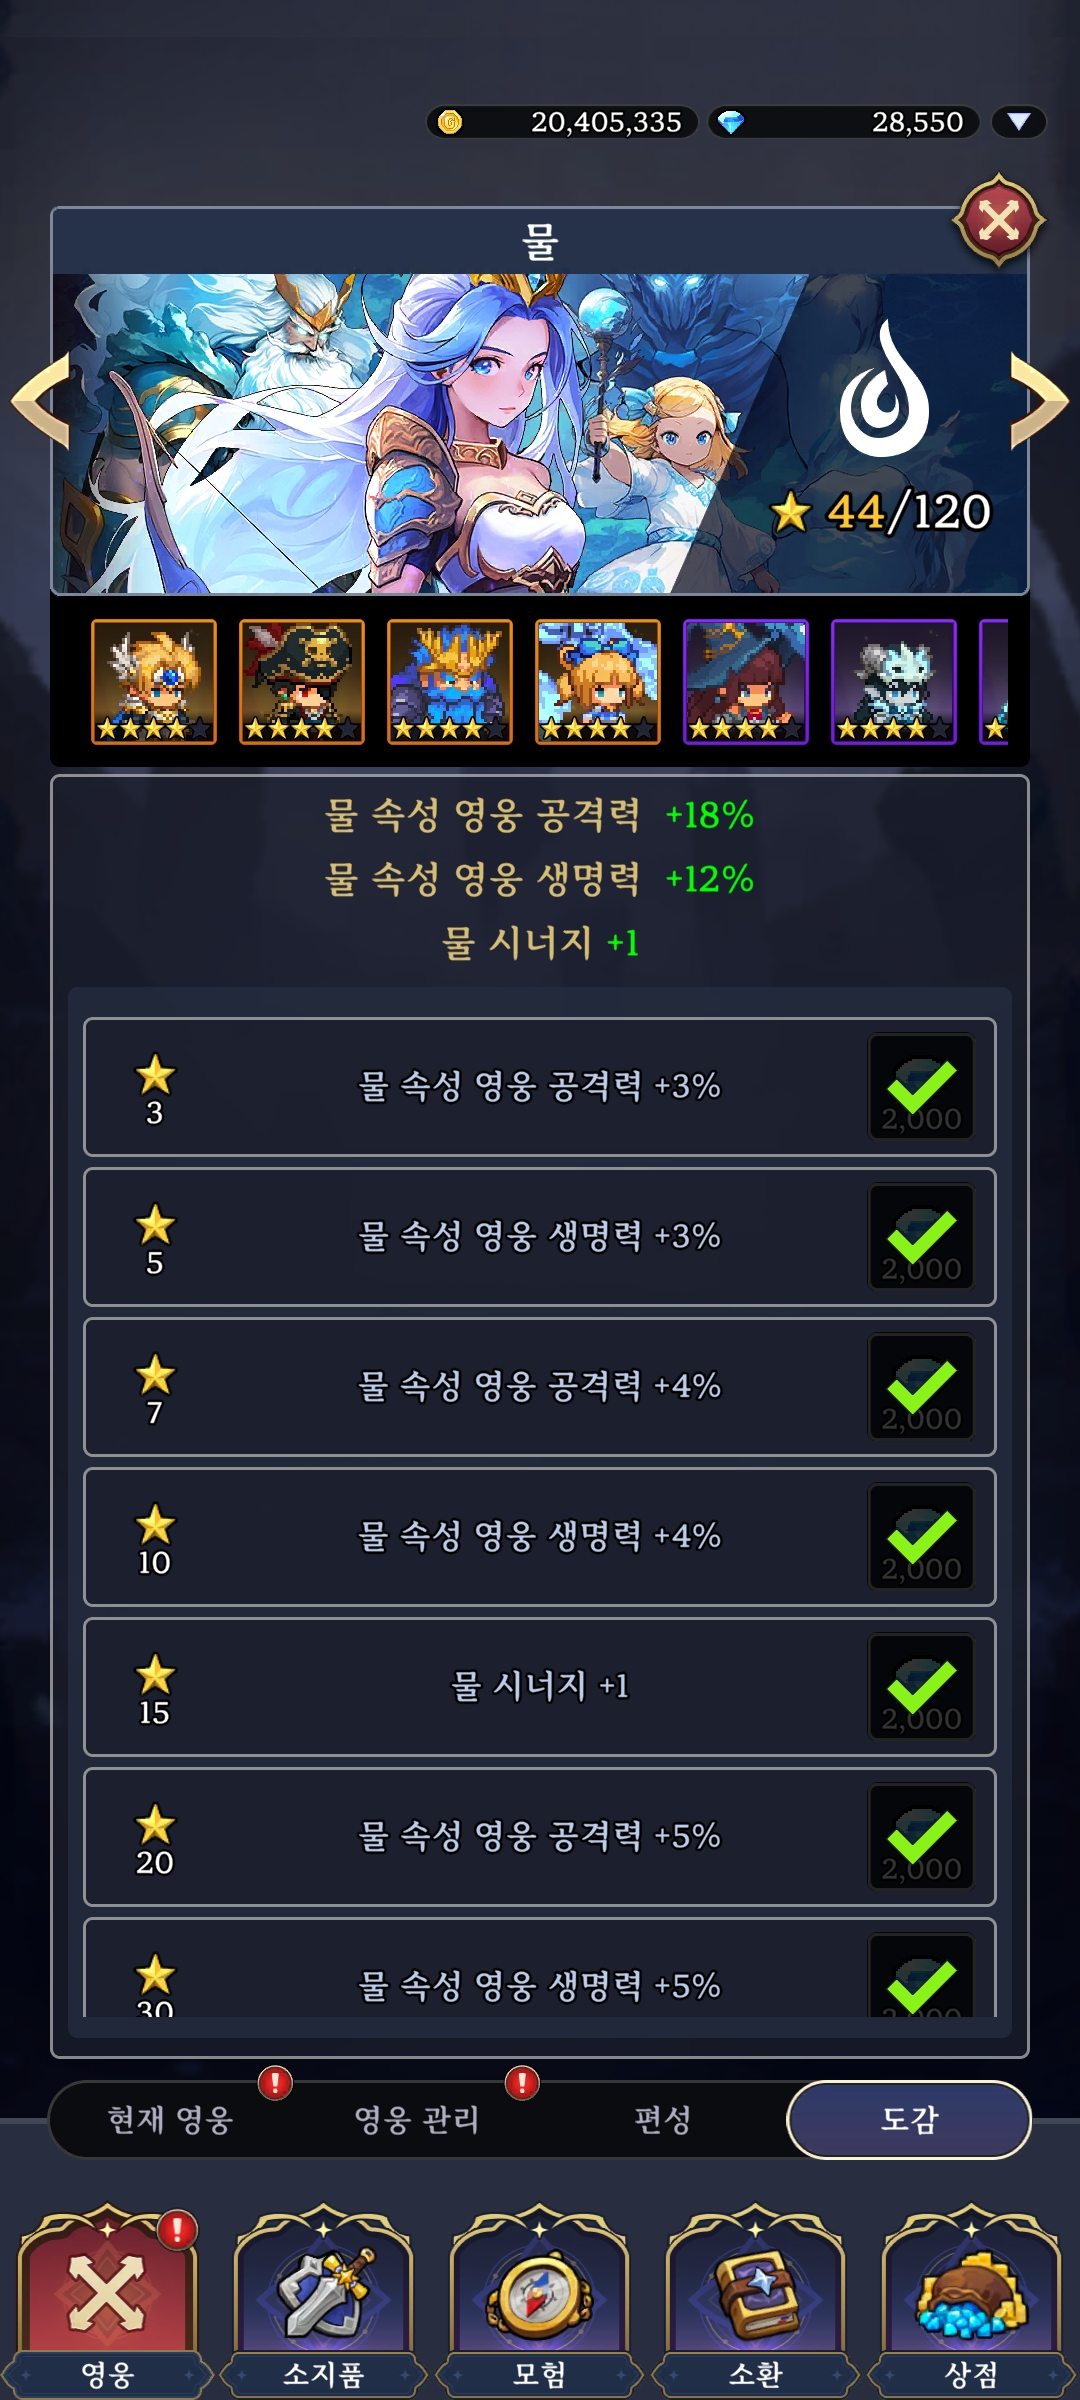 20,405,335 28,550
물
44/120
물 속성 영웅 공격력 +18%
물 속성 영웅 생명력 +12%
물 시너지 +1
3 물 속성 영웅 공격력 +3% 2,000
5 물 속성 영웅 생명력 +3% 2,000
7 물 속성 영웅 공격력 +4% 2,000
10 물 속성 영웅 생명력 +4% 2,000
15 물 시너지 +1 2,000
20 물 속성 영웅 공격력 +5% 2,000
30 물 속성 영웅 생명력 +5%
현재 영웅 영웅 관리 편성 도감
영웅 소지품 모험 소환 상점